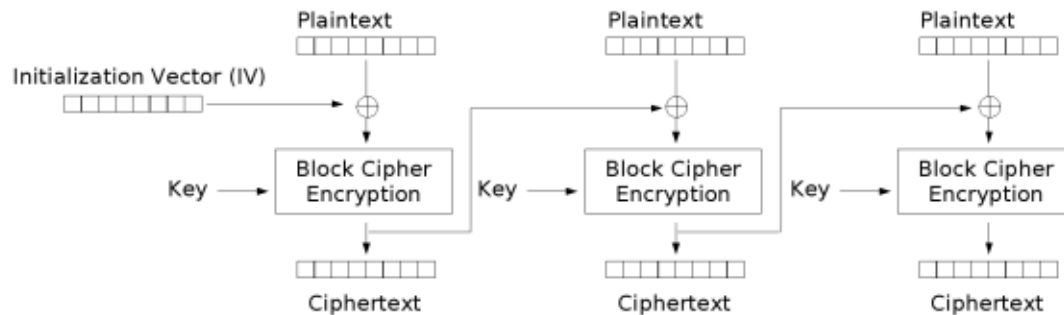 Plaintext
Plaintext
Plaintext
Initialization Vector (IV)
Key
Block Cipher
Encryption
Key
Block Cipher
Encryption
Key
Block Cipher
Encryption
Ciphertext
Ciphertext
Ciphertext